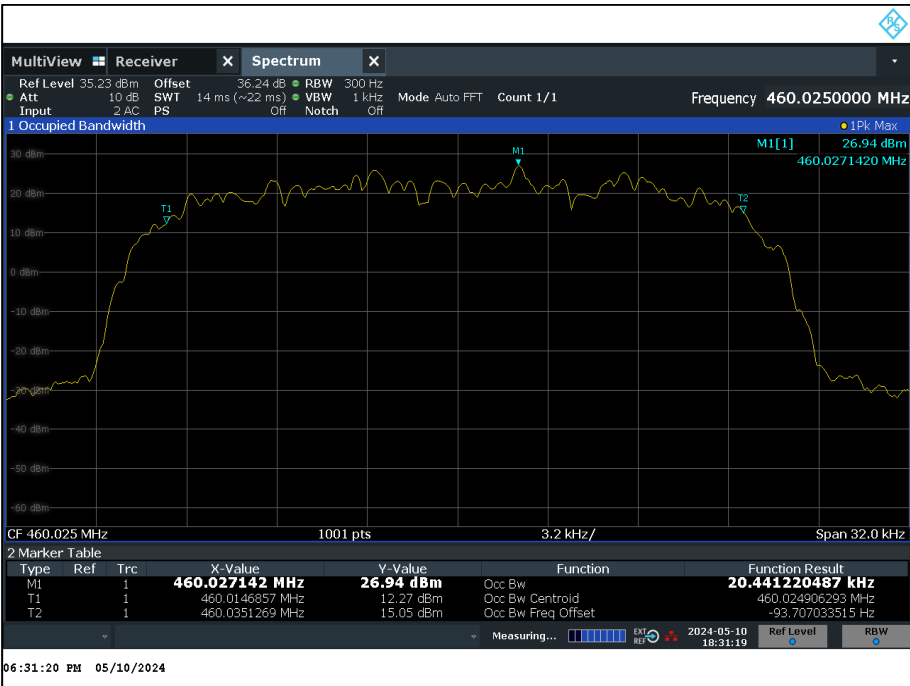 R&S
MultiView Receiver X Spectrum X
Ref Level 35.23 dBm Offset 36.24 dB RBW 300 Hz
Att 10 dB SWT 14 ms (~22 ms) VBW 1 kHz Mode Auto FFT Count 1/1 Frequency 460.0250000 MHz
Input 2 AC PS Off Notch Off
1 Occupied Bandwidth 1Pk Max
M1[1] 26.94 dBm
460.0271420 MHz
30 dBm
M1
20 dBm
T1
T2
10 dBm
0 dBm
-10 dBm
-20 dBm
-30 dBm
-40 dBm
-50 dBm
-60 dBm
CF 460.025 MHz 1001 pts 3.2 kHz/ Span 32.0 kHz
2 Marker Table
Type Ref Trc X-Value Y-Value Function Function Result
M1 1 460.027142 MHz 26.94 dBm Occ Bw 20.441220487 kHz
T1 1 460.0146857 MHz 12.27 dBm Occ Bw Centroid 460.024906293 MHz
T2 1 460.0351269 MHz 15.05 dBm Occ Bw Freq Offset -93.707033515 Hz
Measuring... EXT REF 2024-05-10 18:31:19 Ref Level RBW
06:31:20 PM 05/10/2024